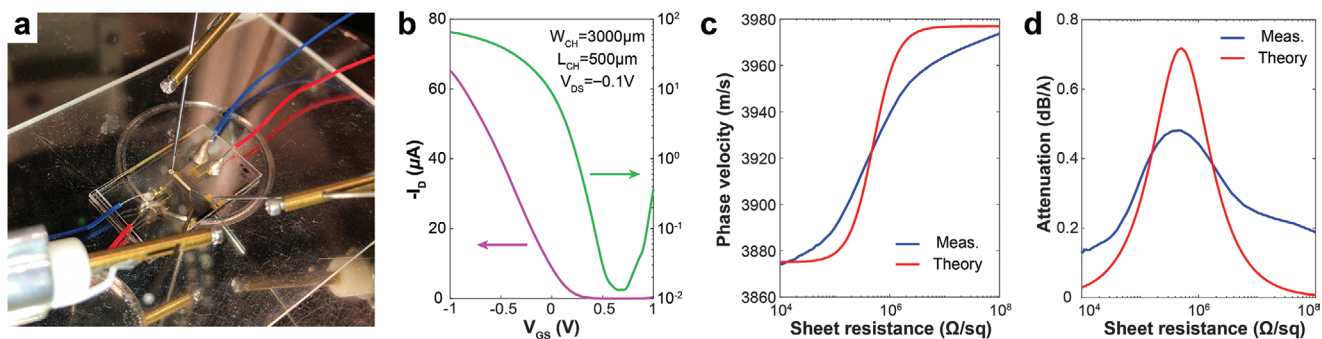 a
b
80
60
40
20
0
-I_D (µA)
W_CH=3000µm
L_CH=500µm
V_DS=–0.1V
10^2
10^1
10^0
10^-1
10^-2
-1
-0.5
0
0.5
1
V_GS (V)
c
3980
3960
3940
3920
3900
3880
3860
Phase velocity (m/s)
Meas.
Theory
10^4
10^6
10^8
Sheet resistance (Ω/sq)
d
0.8
0.6
0.4
0.2
0
Attenuation (dB/λ)
Meas.
Theory
10^4
10^6
10^8
Sheet resistance (Ω/sq)